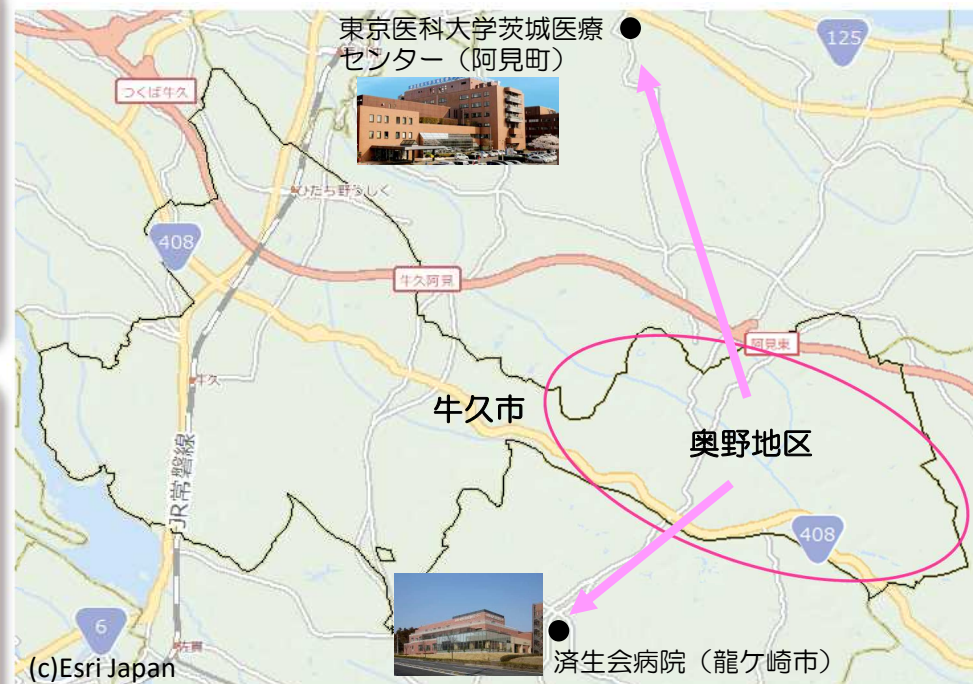 東京医科大学茨城医療
センター（阿見町）
125
つくば牛久
ひたち野うしく
408
牛久阿見
阿見東
牛久
牛久市
奥野地区
JR常磐線
408
6
佐貫
済生会病院（龍ケ崎市）
(c)Esri Japan